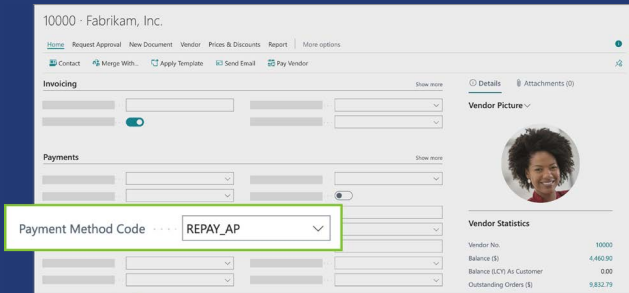 10000 · Fabrikam, Inc.
Home Request Approval New Document Vendor Prices & Discounts Report More options
Contact Merge With... Apply Template Send Email Pay Vendor
Invoicing Show more
Details Attachments (0)
Vendor Picture
Payments Show more
Payment Method Code REPAY_AP
Vendor Statistics
Vendor No. 10000
Balance ($) 4,460.90
Balance (LCY) As Customer 0.00
Outstanding Orders ($) 9,832.79